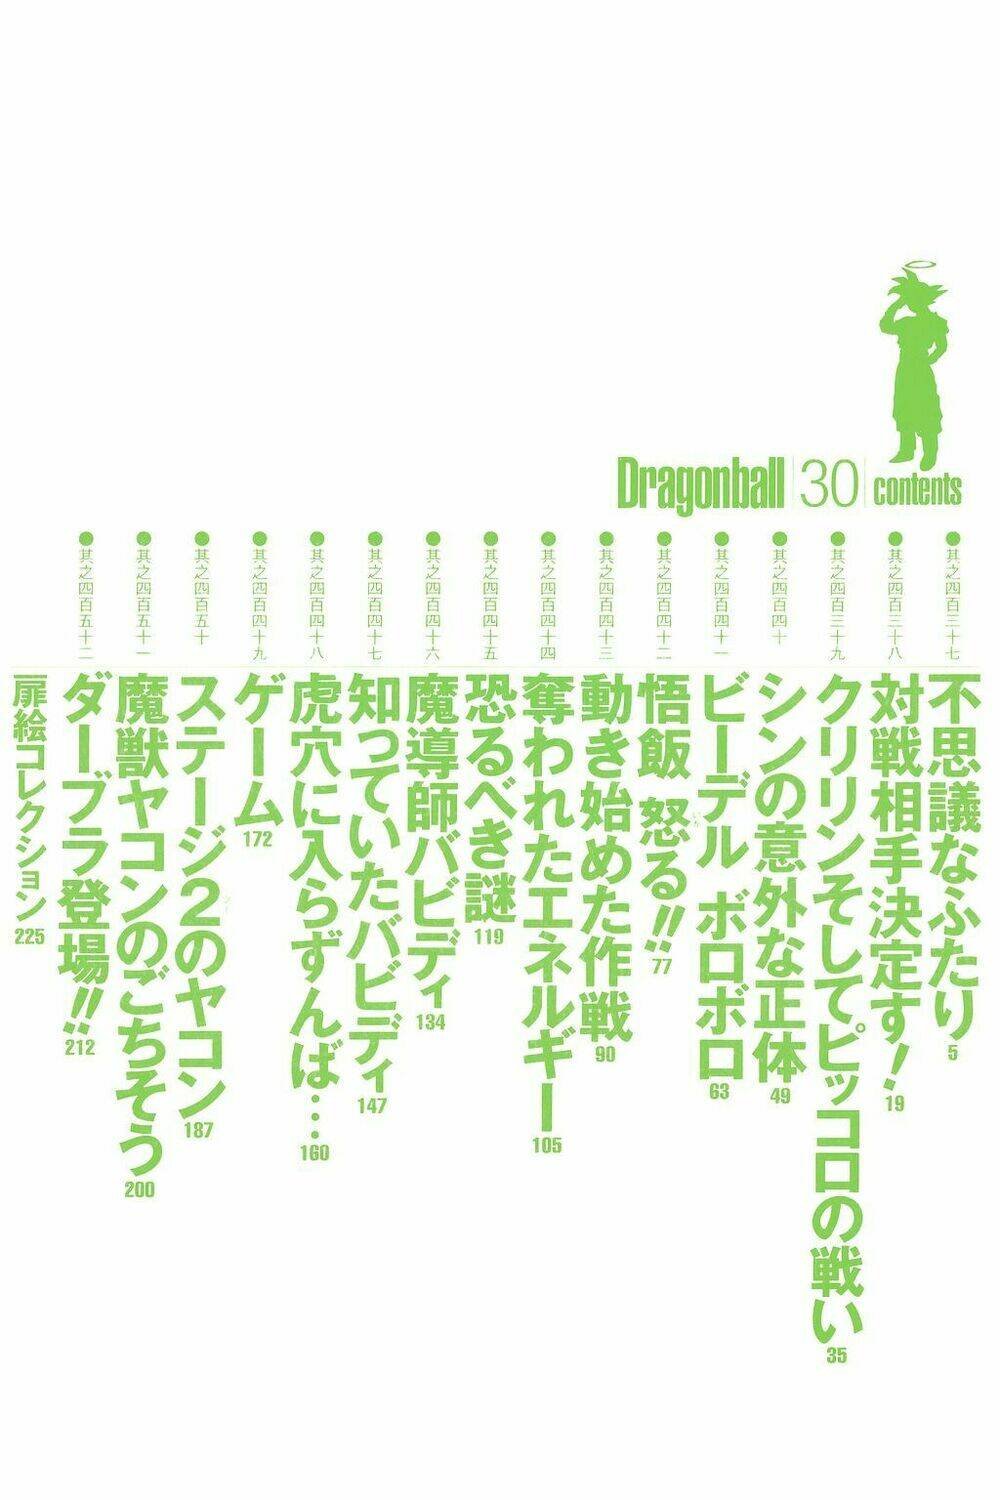 Dragonball 30 contents
●其之四百三十七 不思議なふたり 5
●其之四百三十八 対戦相手決定す! 19
●其之四百三十九 クリリンそしてピッコロの戦い 35
●其之四百四十 シンの意外な正体 49
●其之四百四十一 ビーデル ボロボロ 63
●其之四百四十二 悟飯 怒る!! 77
●其之四百四十三 動き始めた作戦 90
●其之四百四十四 奪われたエネルギー 105
●其之四百四十五 恐るべき謎 119
●其之四百四十六 魔導師バビディ 134
●其之四百四十七 知っていたバビディ 147
●其之四百四十八 虎穴に入らずんば… 160
●其之四百四十九 ゲーム 172
●其之四百五十 ステージ2のヤコン 187
●其之四百五十一 魔獣ヤコンのごちそう 200
●其之四百五十二 ダーブラ登場!! 212
扉絵コレクション 225